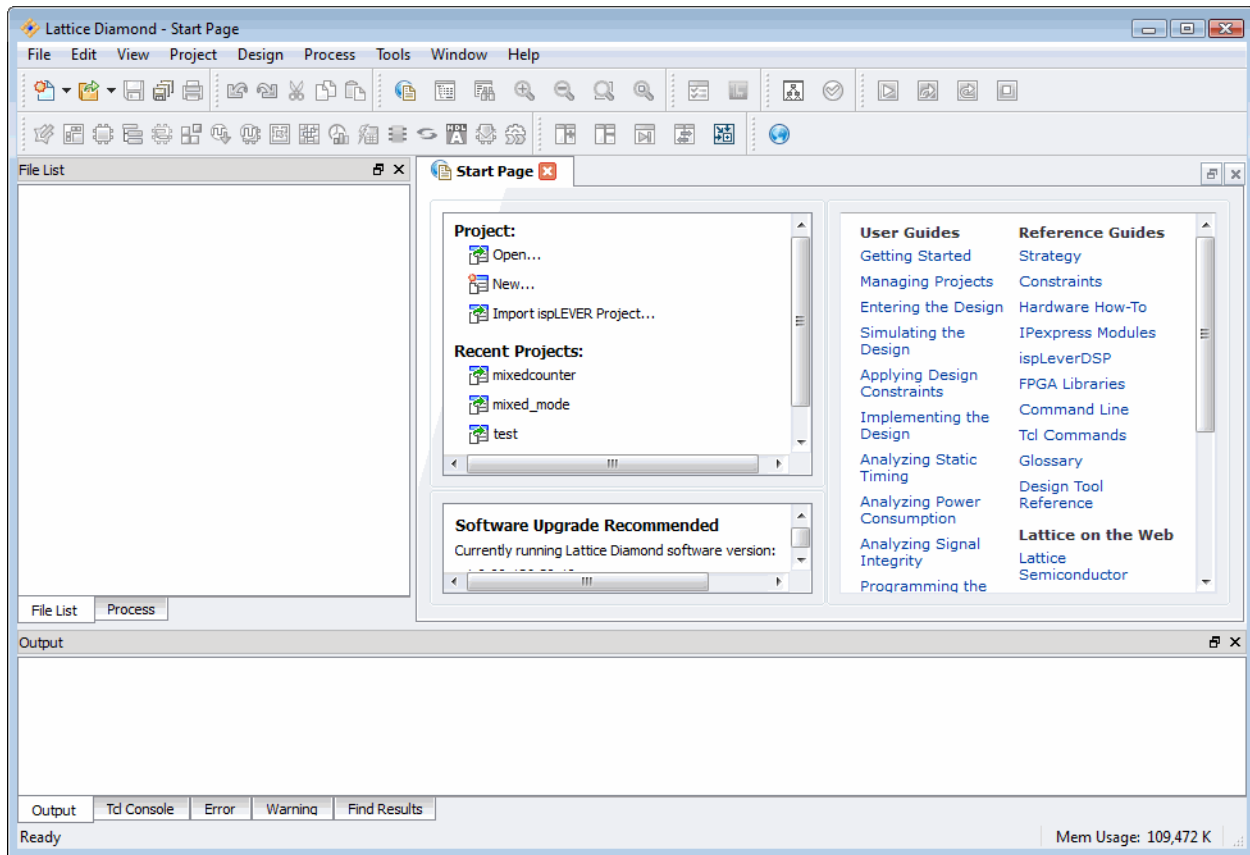 Lattice Diamond - Start Page
File Edit View Project Design Process Tools Window Help
File List
Start Page
Project:
Open...
New...
Import ispLEVER Project...
Recent Projects:
mixedcounter
mixed_mode
test
Software Upgrade Recommended
Currently running Lattice Diamond software version:
User Guides
Getting Started
Managing Projects
Entering the Design
Simulating the
Design
Applying Design
Constraints
Implementing the
Design
Analyzing Static
Timing
Analyzing Power
Consumption
Analyzing Signal
Integrity
Programming the
Reference Guides
Strategy
Constraints
Hardware How-To
IPexpress Modules
ispLeverDSP
FPGA Libraries
Command Line
Tcl Commands
Glossary
Design Tool
Reference
Lattice on the Web
Lattice
Semiconductor
File List Process
Output
Output Tcl Console Error Warning Find Results
Ready Mem Usage: 109,472 K